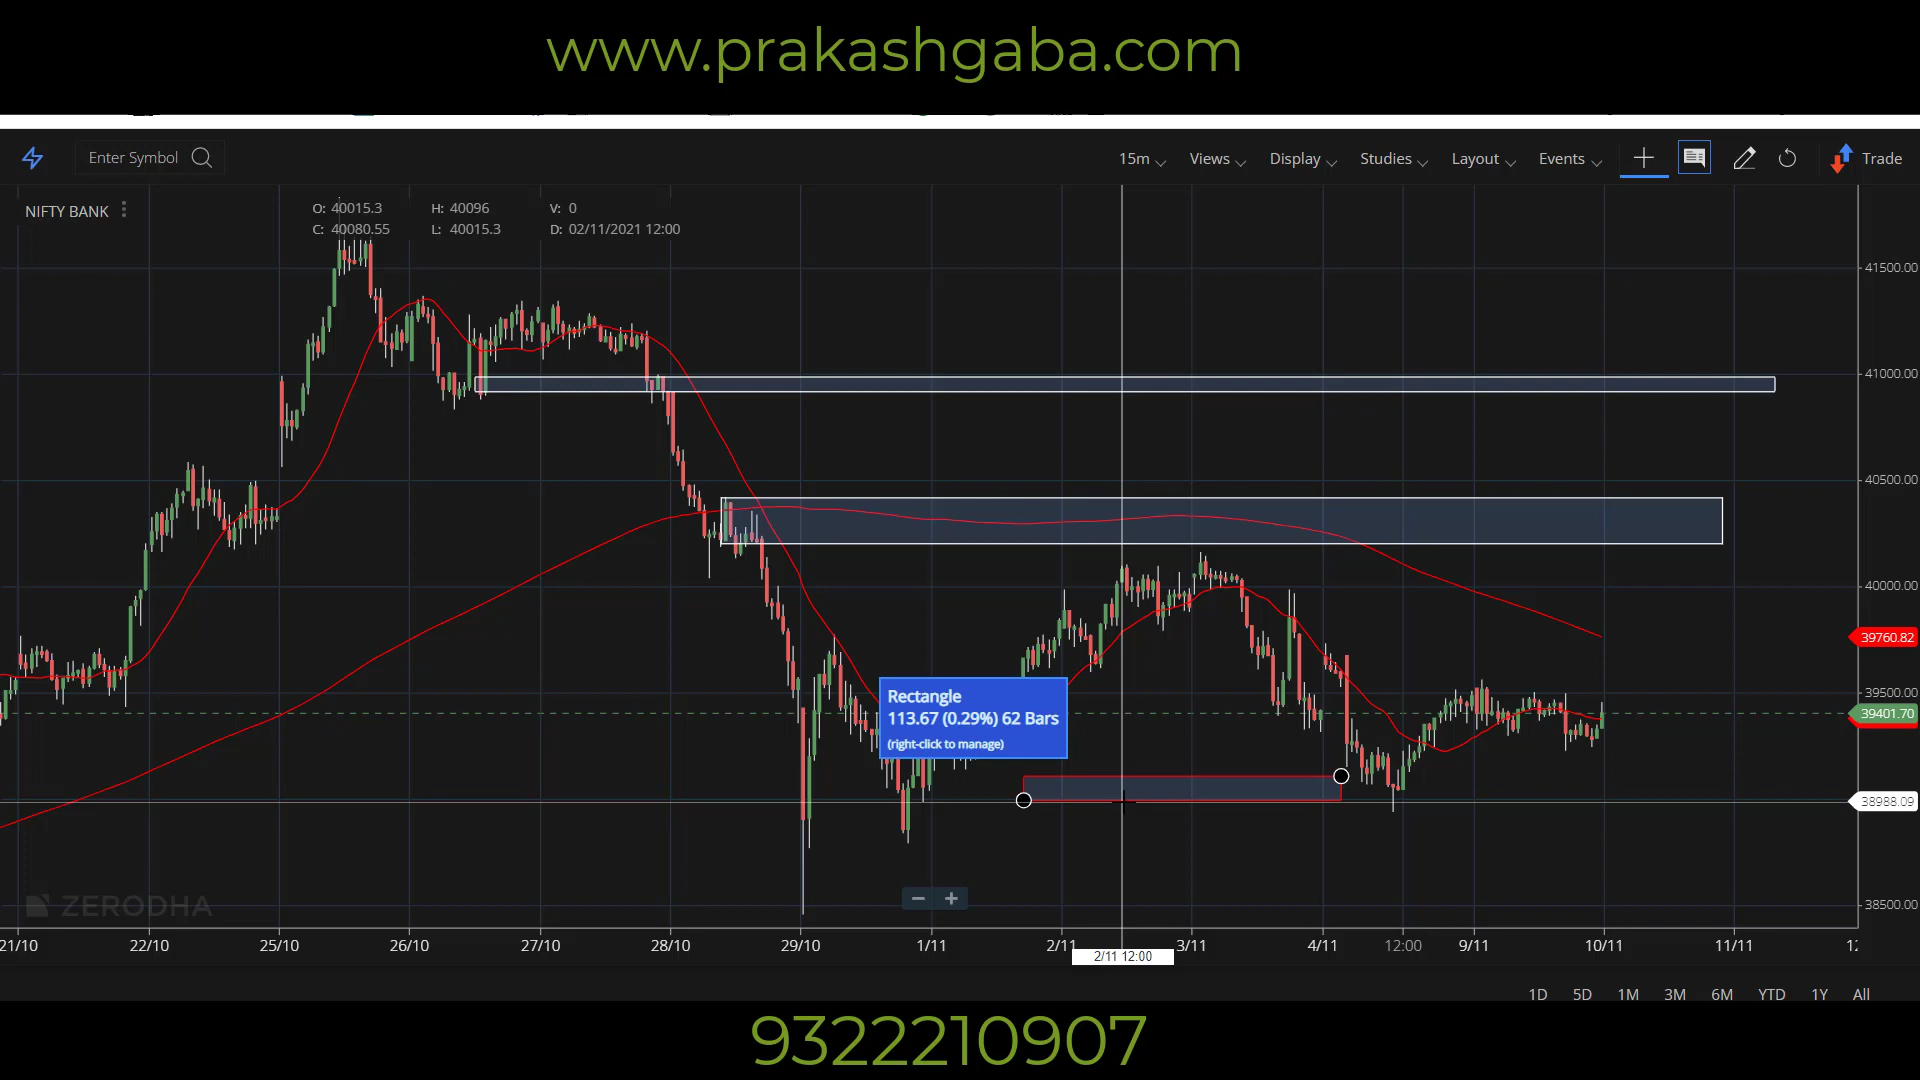 www.prakashgaba.com
Enter Symbol
15m Views Display Studies Layout Events Trade
NIFTY BANK
O: 40015.3 H: 40096 V: 0
C: 40080.55 L: 40015.3 D: 02/11/2021 12:00
41500.00
41000.00
40500.00
40000.00
39760.82
39500.00
39401.70
38988.09
38500.00
Rectangle
113.67 (0.29%) 62 Bars
(right-click to manage)
ZERODHA
21/10 22/10 25/10 26/10 27/10 28/10 29/10 1/11 2/11 3/11 4/11 12:00 9/11 10/11 11/11
2/11 12:00
1D 5D 1M 3M 6M YTD 1Y All
9322210907